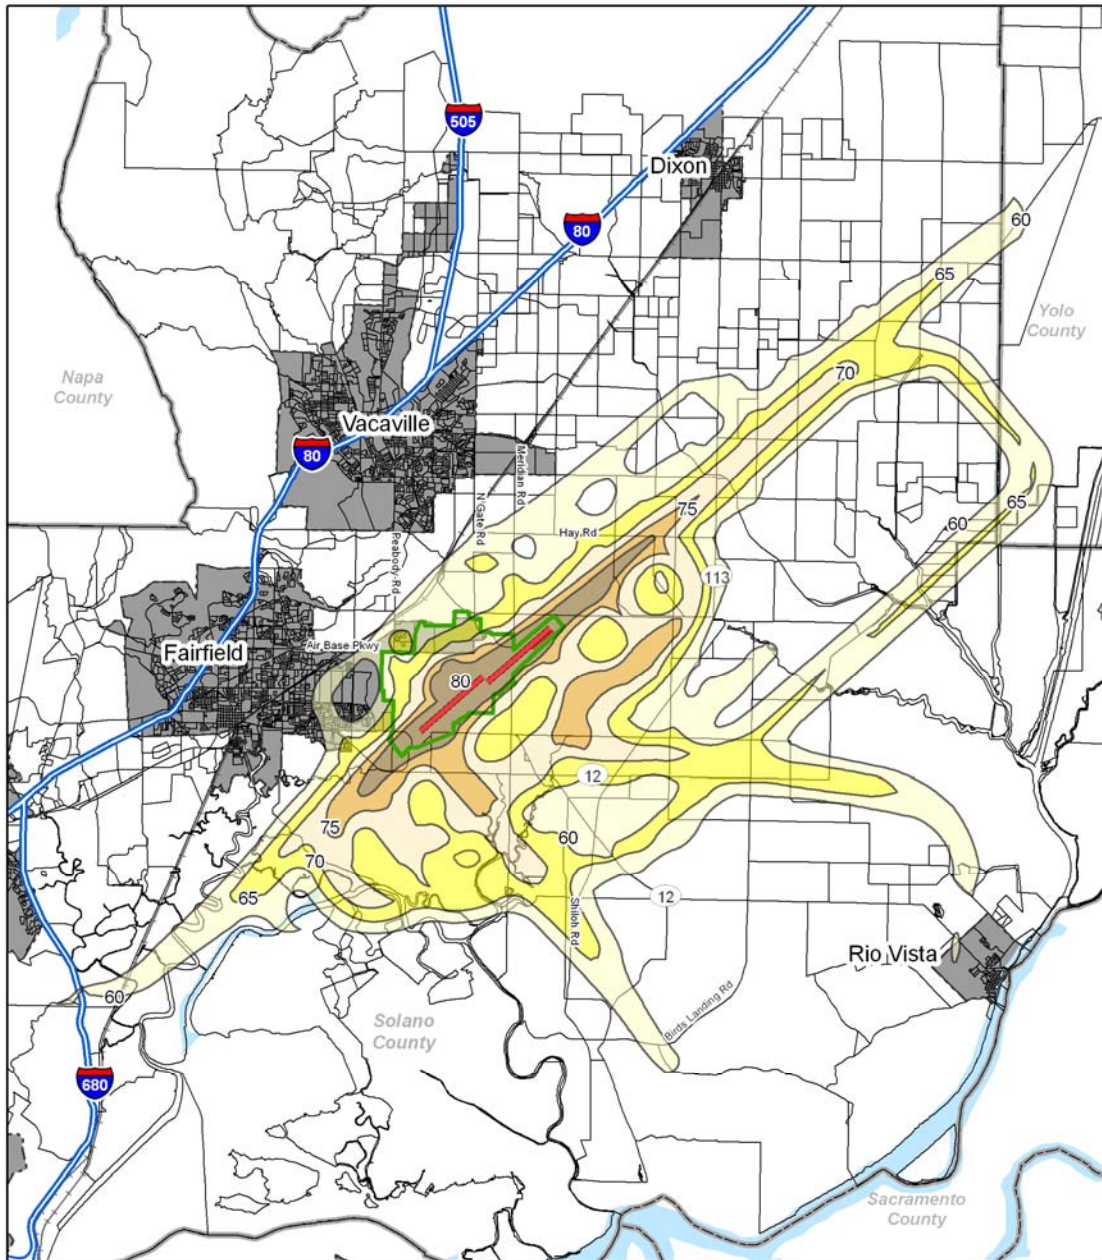 505
Dixon
80
60
65
Yolo
County
Napa
County
70
Vacaville
80
Meridian Rd
N'Gate Rd
75
65
60
Hay Rd
Peabody Rd
113
Air Base Pkwy
Fairfield
80
12
75
60
70
65
12
Shiloh Rd
Rio Vista
60
Solano
County
Birds Landing Rd
680
Sacramento
County